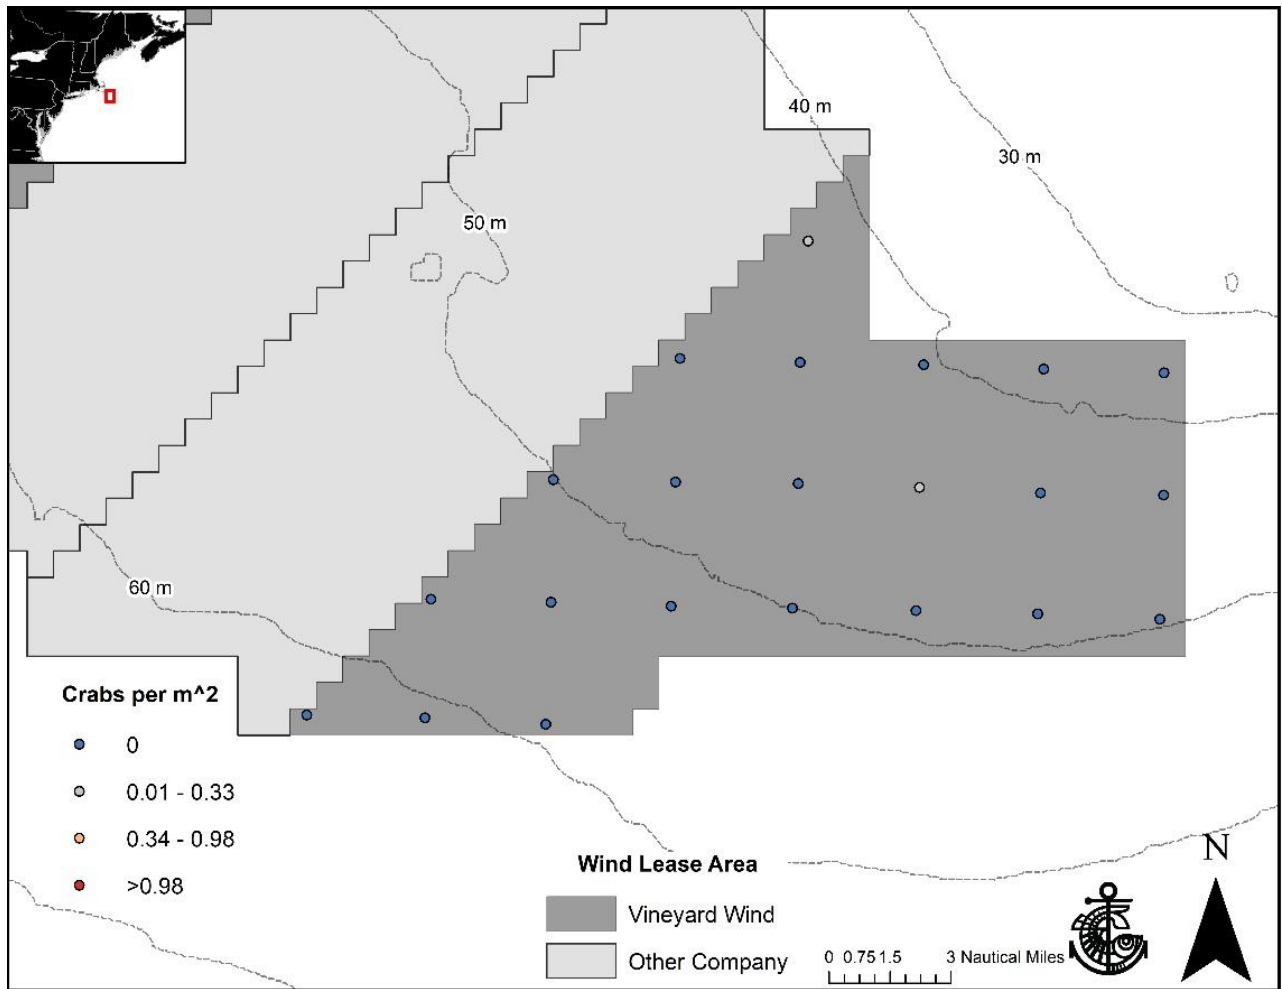 40 m
30 m
50 m
60 m
Crabs per m^2
0
0.01 - 0.33
0.34 - 0.98
>0.98
Wind Lease Area
Vineyard Wind
Other Company
0 0.75 1.5 3 Nautical Miles
N